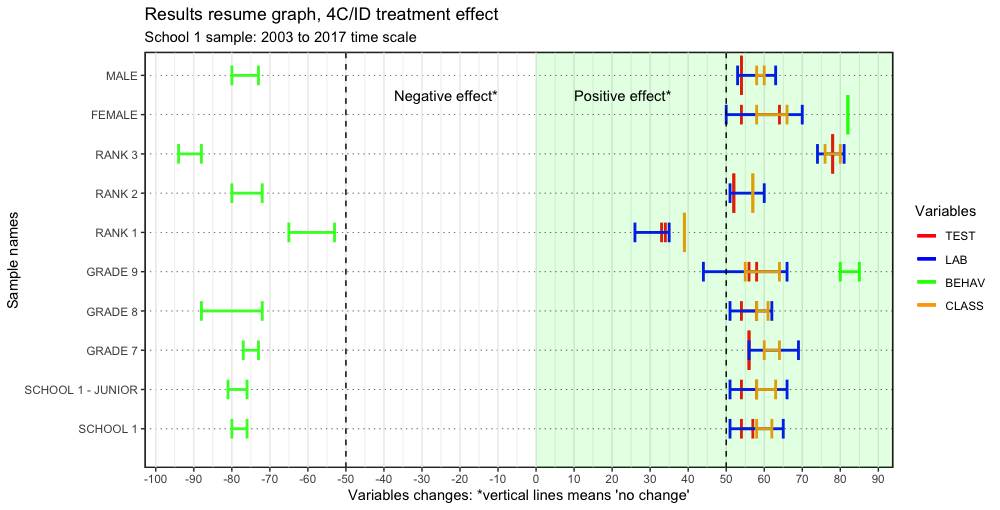 Results resume graph, 4C/ID treatment effect
School 1 sample: 2003 to 2017 time scale
Sample names
MALE
FEMALE
RANK 3
RANK 2
RANK 1
GRADE 9
GRADE 8
GRADE 7
SCHOOL 1 - JUNIOR
SCHOOL 1
Negative effect*
Positive effect*
-100 -90 -80 -70 -60 -50 -40 -30 -20 -10 0 10 20 30 40 50 60 70 80 90
Variables changes: *vertical lines means 'no change'
Variables
TEST
LAB
BEHAV
CLASS